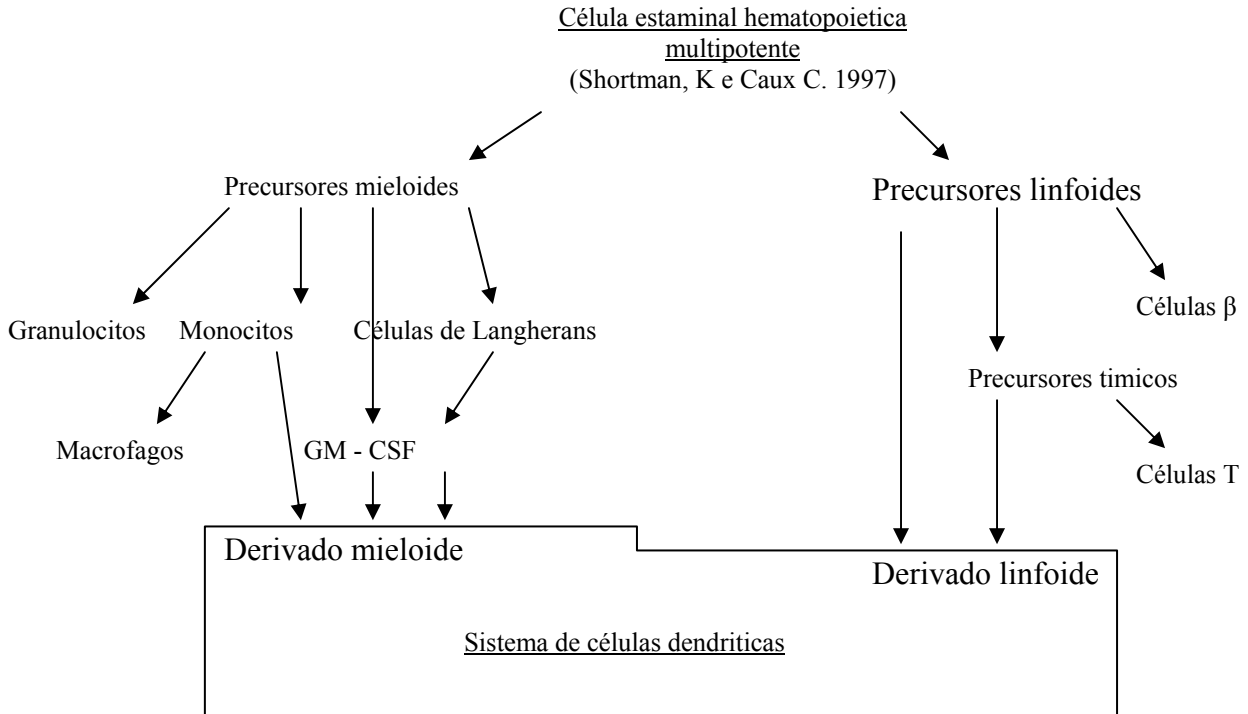 Célula estaminal hematopoietica
multipotente
(Shortman, K e Caux C. 1997)
Precursores mieloides
Precursores linfoides
Granulocitos
Monocitos
Células de Langherans
Células β
Precursores timicos
Macrofagos
GM - CSF
Células T
Derivado mieloide
Derivado linfoide
Sistema de células dendriticas